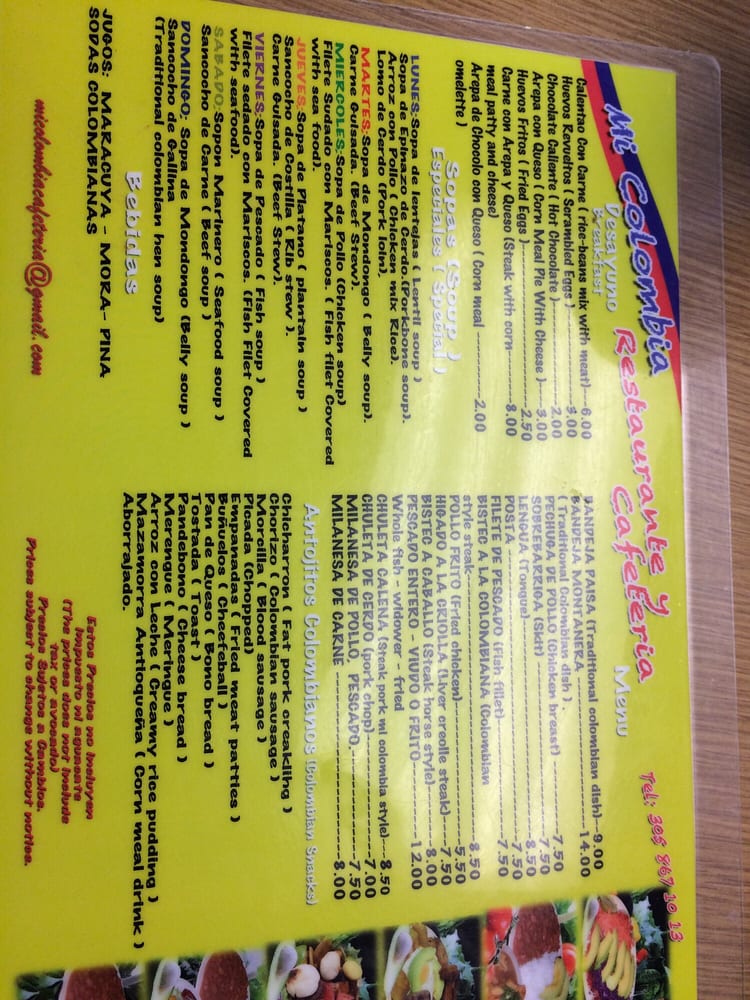 Mi Colombia Restaurante y Cafeteria
Tel: 305 867 10 13
Desayuno
Breakfast
Calentao Con Carne ( rice-beans mix with meat)---6.00
Huevos Revueltos ( Scrambled Eggs )---3.00
Chocolate Caliente ( Hot Chocolate )---2.00
Arepa con Queso ( Corn Meal Pie With Cheese )---3.00
Huevos Fritos ( Fried Eggs )---2.50
Carne con Arepa y Queso (Steak with corn
meal patty and cheese)---8.00
Arepa de Chocolo con Queso ( Corn meal---2.00
omelette )
Sopas (Soup )
Especiales ( Special )
LUNES:Sopa de lentejas ( Lentil soup )
Sopa de Epinazo de Cerdo.(Porkbone soup).
Arroz con Pollo ( Chicken mix Rice).
Lomo de Cerdo (Pork loin).
MARTES:Sopa de Mondongo ( Belly soup).
Carne Guisada. (Beef Stew).
MIERCOLES:Sopa de Pollo (Chicken soup)
Filete Sudado con Mariscos. ( Fish filet Covered
with sea food).
JUEVES:Sopa de Platano ( plantain soup )
Sancocho de Costilla ( Rib stew ).
Carne Guisada. (Beef Stew).
VIERNES:Sopa de Pescado ( Fish soup )
Filete sedado con Mariscos. (Fish Filet Covered
with seafood).
SABADO:Sopon Marinero ( Seafood soup )
Sancocho de Carne ( Beef soup )
DOMINGO: Sopa de Mondongo (Belly soup )
Sancocho de Gallina
(Traditional colombian hen soup)
Bebidas
JUGOS: MARACUYA - MORA- PINA
SODAS COLOMBIANAS
micolombiacafeteria@gmail.com
Menu
BANDEJA PAISA (Traditional colombian dish)--9.00
BANDEJA MONTANERA---14.00
( Traditional Colombian dish ).
PECHUGA DE POLLO (Chicken breast)---7.50
SOBREBARRIGA (Skit)---7.50
LENGUA (Tongue)---8.50
POSTA---7.50
FILETE DE PESCADO (Fish fillet)---7.50
BISTEC A LA COLOMBIANA (Colombian
style steak---8.50
POLLO FRITO (Fried chicken)---5.50
HIGADO A LA CRIOLLA (Liver creolle steak)---7.50
BISTEC A CABALLO (Steak horse style)---8.00
PESCADO ENTERO - VIUDO O FRITO---12.00
Whole fish - widower - fried
CHULETA CALENA (Steak pork mi colombia style)---8.50
CHULETA DE CERDO (pork chop)---7.00
MILANESA DE POLLO, PESCADO.---7.50
MILANESA DE CARNE---8.00
Antojitos Colombianos (Colombian Snacks)
Chicharron ( Fat pork creaklihg )
Chorizo ( Colombian sausage )
Morcilla ( Blood sausage )
Picada (Chopped)
Empanadas ( Fried meat patties )
Buñuelos ( Cheefeball )
Pan de Queso ( Bono bread )
Tostada ( Toast )
Pandebono ( Cheese bread )
Merengue ( Meringue )
Arroz con Leche ( Creamy rice pudding )
Mazamorra Antioqueña ( Corn meal drink )
Aborrajado.
Estos Precios no Incluyen
Impuesto ni aguacate
(The prices does not include
tax or avocado)
Precios Sujetos a Cambios.
Prices subject to change without notice.